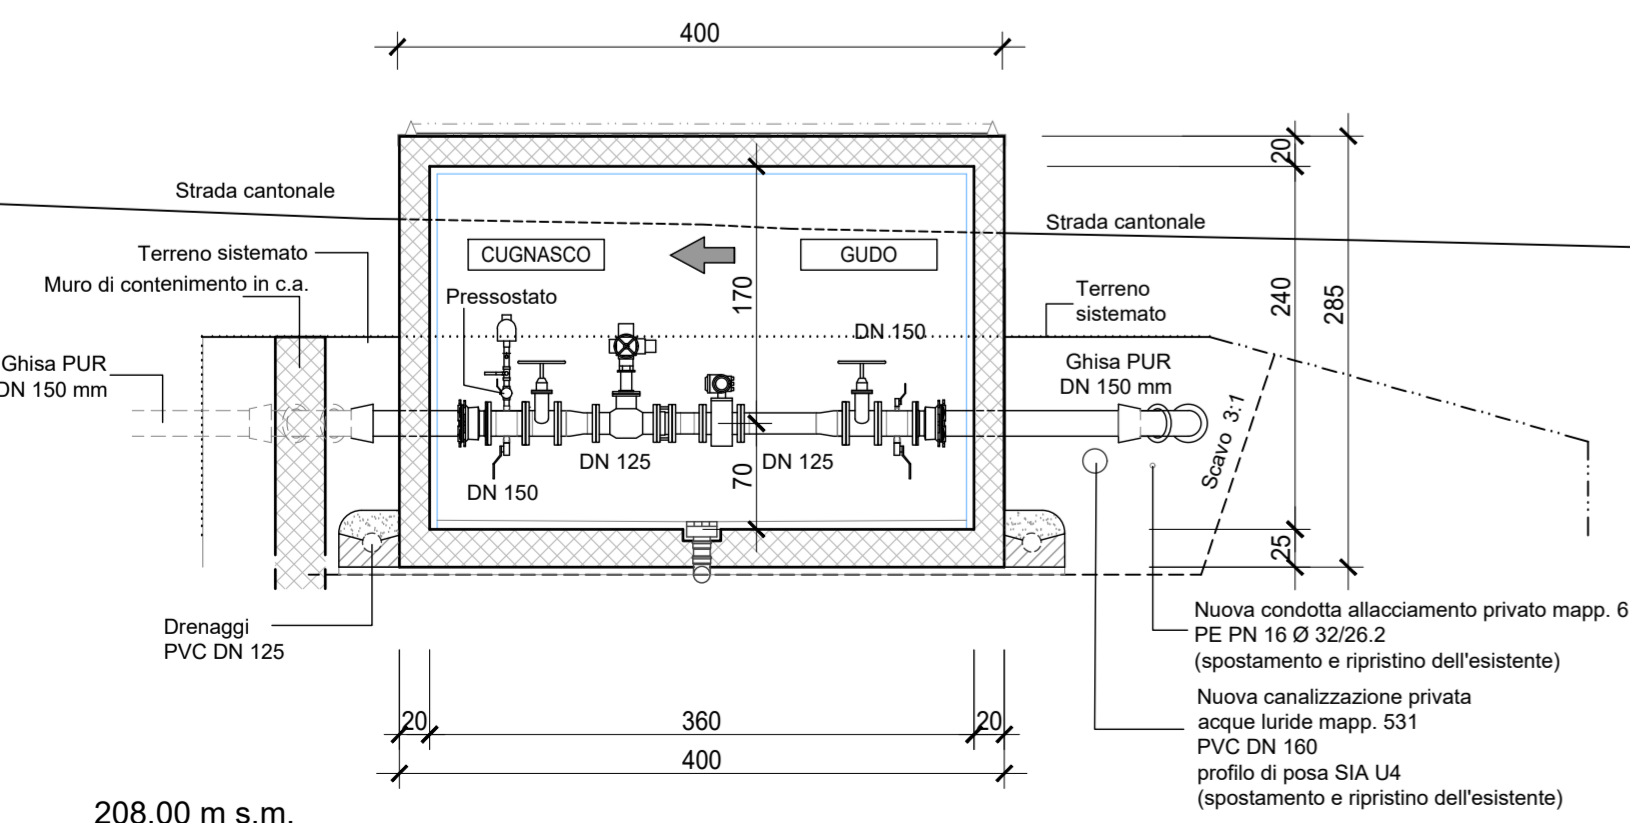 400
20
Strada cantonale
Strada cantonale
Terreno sistemato
CUGNASCO
GUDO
Muro di contenimento in c.a.
Pressostato
170
240
285
Terreno
sistemato
DN 150
Ghisa PUR
DN 150 mm
Ghisa PUR
DN 150 mm
Scavo 3:1
DN 125
DN 125
70
DN 150
25
Drenaggi
PVC DN 125
Nuova condotta allacciamento privato mapp. 6
PE PN 16 Ø 32/26.2
(spostamento e ripristino dell'esistente)
Nuova canalizzazione privata
acque luride mapp. 531
PVC DN 160
profilo di posa SIA U4
(spostamento e ripristino dell'esistente)
20
360
20
400
208.00 m s.m.